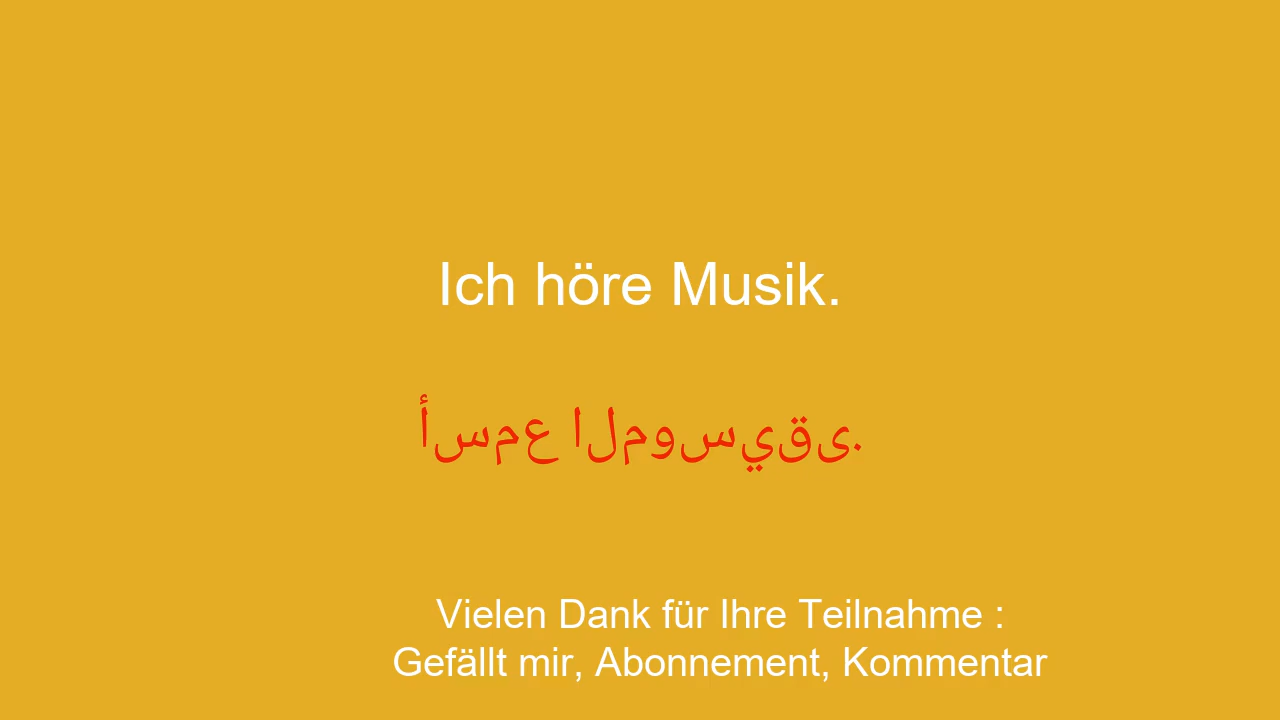 Ich höre Musik.
أسمع الموسيقى.
Vielen Dank für Ihre Teilnahme :
Gefällt mir, Abonnement, Kommentar